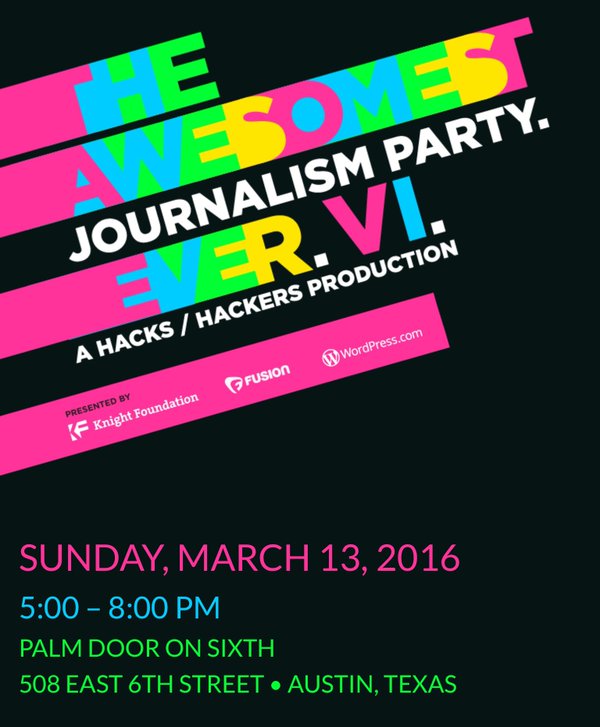 THE
AWESOMEST
JOURNALISM PARTY.
EVER. VI.
A HACKS / HACKERS PRODUCTION
PRESENTED BY
Knight Foundation
FUSION
WordPress.com
SUNDAY, MARCH 13, 2016
5:00 – 8:00 PM
PALM DOOR ON SIXTH
508 EAST 6TH STREET • AUSTIN, TEXAS